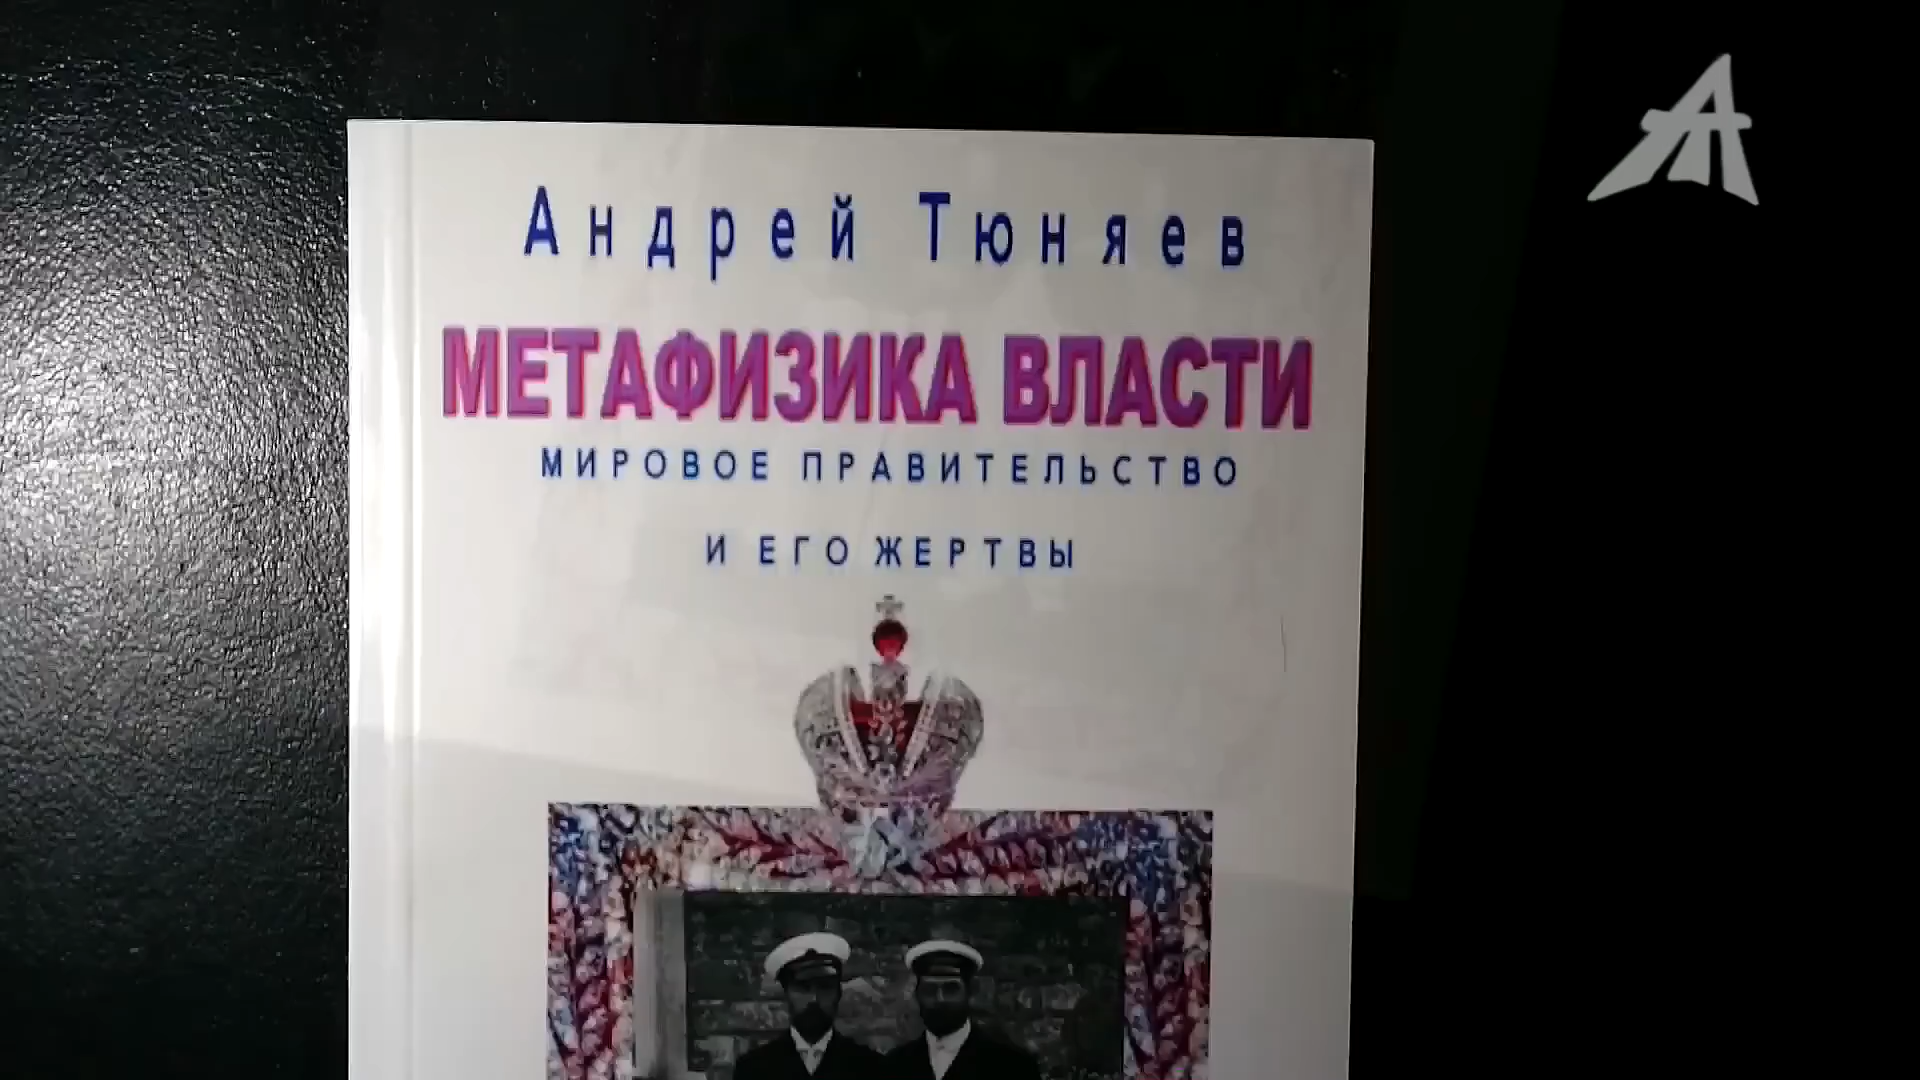 Андрей Тюняев
МЕТАФИЗИКА ВЛАСТИ
МИРОВОЕ ПРАВИТЕЛЬСТВО
И ЕГО ЖЕРТВЫ